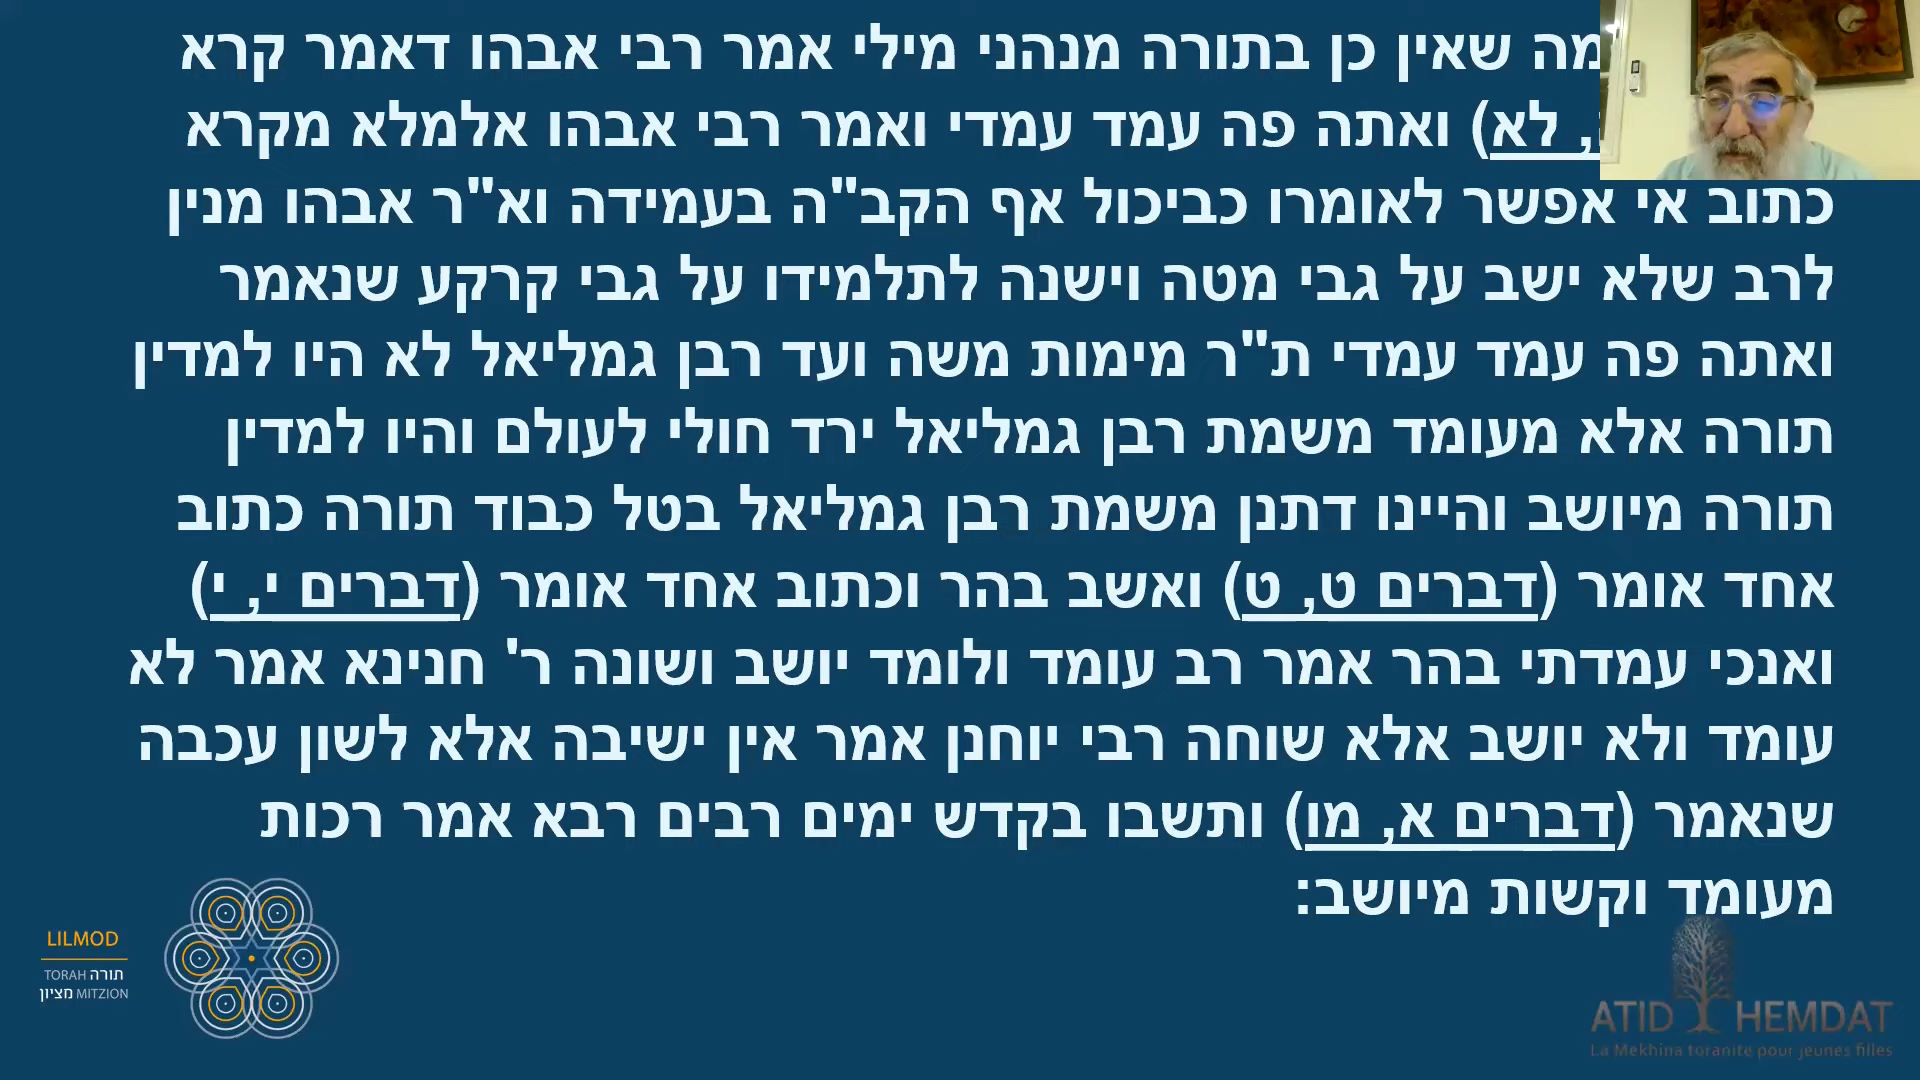 מה שאין כן בתורה מנהני מילי אמר רבי אבהו דאמר קרא
, לא) ואתה פה עמד עמדי ואמר רבי אבהו אלמלא מקרא
כתוב אי אפשר לאומרו כביכול אף הקב"ה בעמידה וא"ר אבהו מנין
לרב שלא ישב על גבי מטה וישנה לתלמידו על גבי קרקע שנאמר
ואתה פה עמד עמדי ת"ר מימות משה ועד רבן גמליאל לא היו למדין
תורה אלא מעומד משמת רבן גמליאל ירד חולי לעולם והיו למדין
תורה מיושב והיינו דתנן משמת רבן גמליאל בטל כבוד תורה כתוב
אחד אומר (דברים ט, ט) ואשב בהר וכתוב אחד אומר (דברים י, י)
ואנכי עמדתי בהר אמר רב עומד ולומד יושב ושונה ר' חנינא אמר לא
עומד ולא יושב אלא שוחה רבי יוחנן אמר אין ישיבה אלא לשון עכבה
שנאמר (דברים א, מו) ותשבו בקדש ימים רבים רבא אמר רכות
מעומד וקשות מיושב:
LILMOD
TORAH תורה
מציון MITZION
ATID HEMDAT
La Mekhina toranite pour jeunes filles